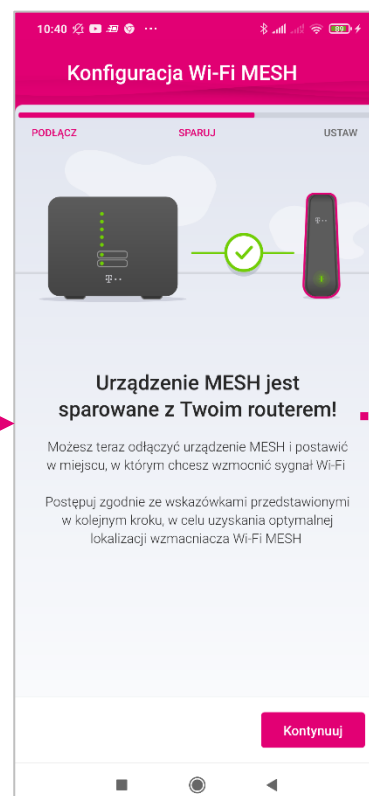 10:40
89
Konfiguracja Wi-Fi MESH
PODŁĄCZ SPARUJ USTAW
Urządzenie MESH jest
sparowane z Twoim routerem!
Możesz teraz odłączyć urządzenie MESH i postawić
w miejscu, w którym chcesz wzmocnić sygnał Wi-Fi
Postępuj zgodnie ze wskazówkami przedstawionymi
w kolejnym kroku, w celu uzyskania optymalnej
lokalizacji wzmacniacza Wi-Fi MESH
Kontynuuj